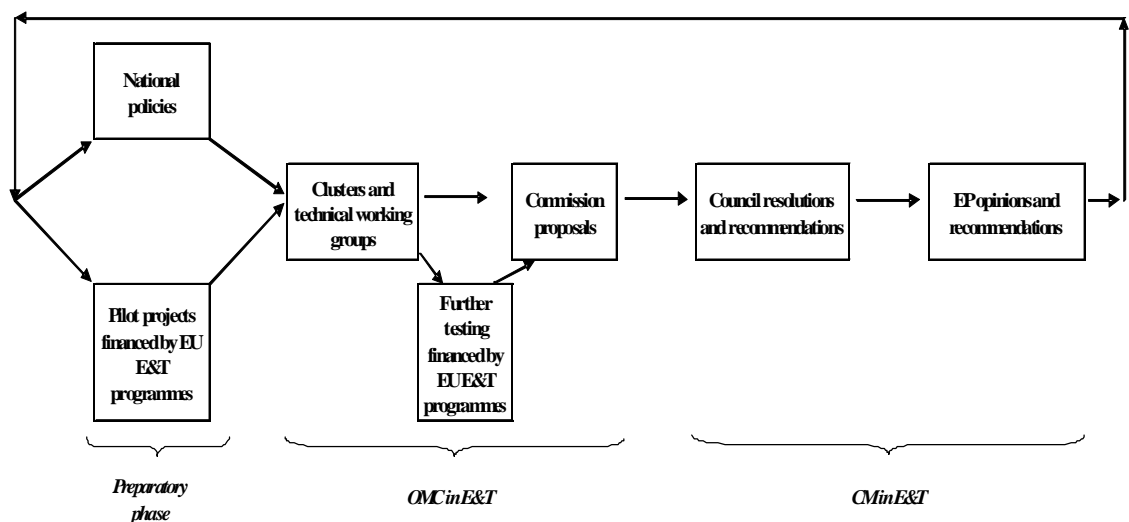 National
policies
Clusters and
technical working
groups
Commission
proposals
Council resolutions
and recommendations
EP opinions and
recommendations
Pilot projects
financed by EU
E&T
programmes
Further
testing
financed by
EU E&T
programmes
Preparatory
phase
OMC in E&T
CM in E&T